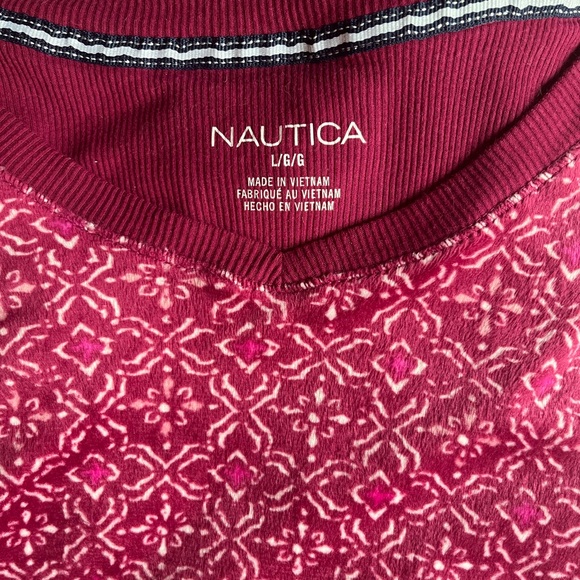 NAUTICA
L/G/G
MADE IN VIETNAM
FABRIQUÉ AU VIETNAM
HECHO EN VIETNAM